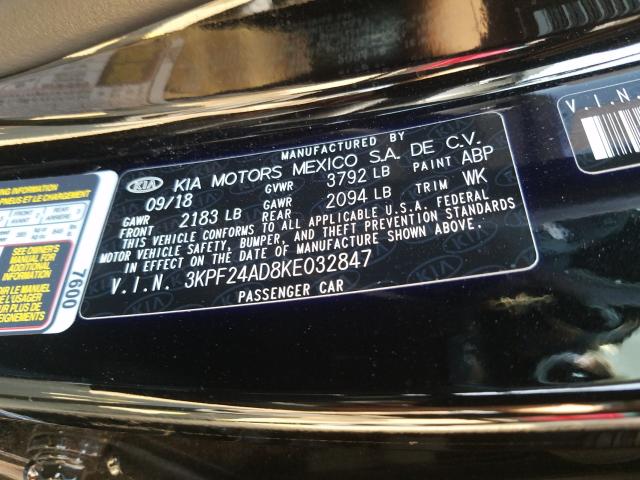 MANUFACTURED BY
KIA KIA MOTORS MEXICO S.A. DE C.V.
09/18 GVWR 3792 LB PAINT ABP
GAWR FRONT 2183 LB GAWR REAR 2094 LB TRIM WK
THIS VEHICLE CONFORMS TO ALL APPLICABLE U.S.A. FEDERAL
MOTOR VEHICLE SAFETY, BUMPER, AND THEFT PREVENTION STANDARDS
IN EFFECT ON THE DATE OF MANUFACTURE SHOWN ABOVE
V.I.N. 3KPF24AD8KE032847
PASSENGER CAR
V.I.N.
SEE OWNER'S
MANUAL FOR
ADDITIONAL
INFORMATION
7600